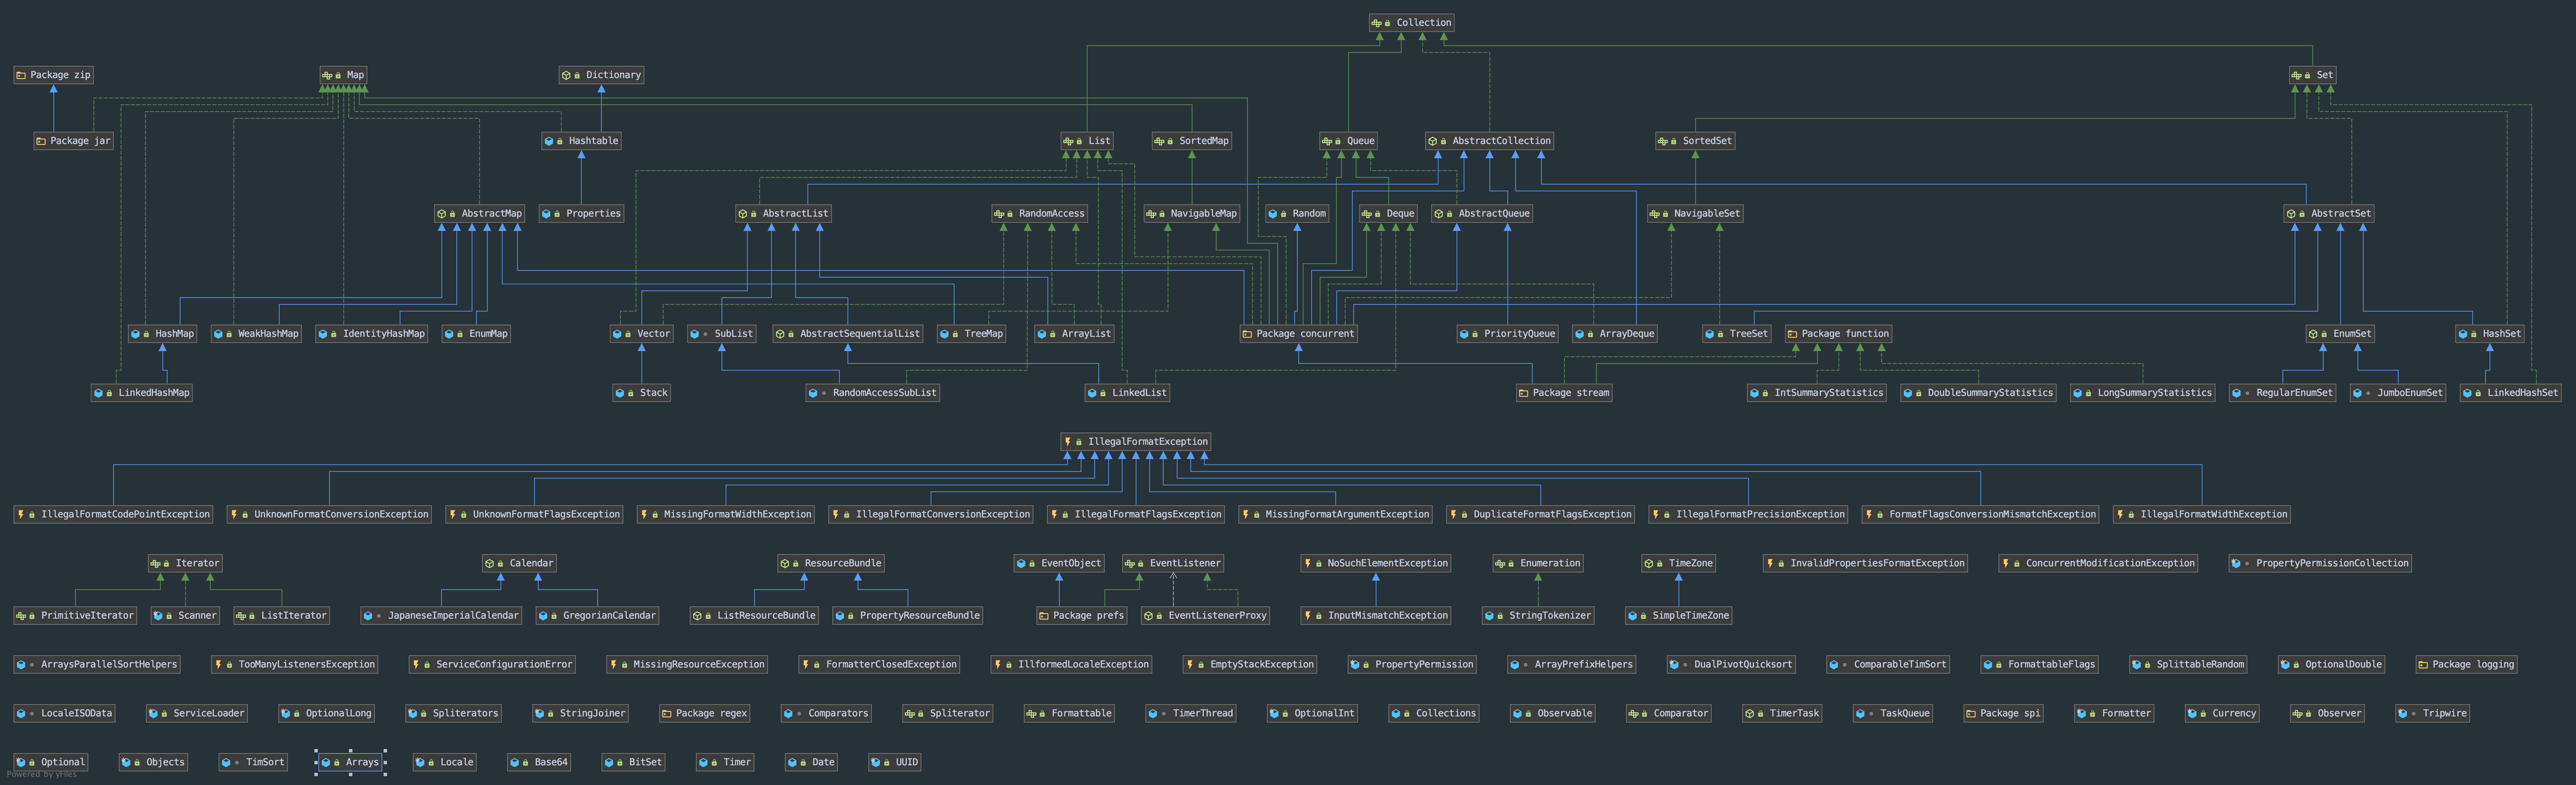 Collection
Package zip
Map
Dictionary
Set
Package jar
Hashtable
List
SortedMap
Queue
AbstractCollection
SortedSet
AbstractMap
Properties
AbstractList
RandomAccess
NavigableMap
Random
Deque
AbstractQueue
NavigableSet
AbstractSet
HashMap
WeakHashMap
IdentityHashMap
EnumMap
Vector
SubList
AbstractSequentialList
TreeMap
ArrayList
Package concurrent
PriorityQueue
ArrayDeque
TreeSet
Package function
EnumSet
HashSet
LinkedHashMap
Stack
RandomAccessSubList
LinkedList
Package stream
IntSummaryStatistics
DoubleSummaryStatistics
LongSummaryStatistics
RegularEnumSet
JumboEnumSet
LinkedHashSet
IllegalFormatException
IllegalFormatCodePointException
UnknownFormatConversionException
UnknownFormatFlagsException
MissingFormatWidthException
IllegalFormatConversionException
IllegalFormatFlagsException
MissingFormatArgumentException
DuplicateFormatFlagsException
IllegalFormatPrecisionException
FormatFlagsConversionMismatchException
IllegalFormatWidthException
Iterator
Calendar
ResourceBundle
EventObject
EventListener
NoSuchElementException
Enumeration
TimeZone
InvalidPropertiesFormatException
ConcurrentModificationException
PropertyPermissionCollection
PrimitiveIterator
Scanner
ListIterator
JapaneseImperialCalendar
GregorianCalendar
ListResourceBundle
PropertyResourceBundle
Package prefs
EventListenerProxy
InputMismatchException
StringTokenizer
SimpleTimeZone
ArraysParallelSortHelpers
TooManyListenersException
ServiceConfigurationError
MissingResourceException
FormatterClosedException
IllformedLocaleException
EmptyStackException
PropertyPermission
ArrayPrefixHelpers
DualPivotQuicksort
ComparableTimSort
FormattableFlags
SplittableRandom
OptionalDouble
Package logging
LocaleISOData
ServiceLoader
OptionalLong
Spliterators
StringJoiner
Package regex
Comparators
Spliterator
Formattable
TimerThread
OptionalInt
Collections
Observable
Comparator
TimerTask
TaskQueue
Package spi
Formatter
Currency
Observer
Tripwire
Optional
Objects
TimSort
Arrays
Locale
Base64
BitSet
Timer
Date
UUID
Powered by yFiles